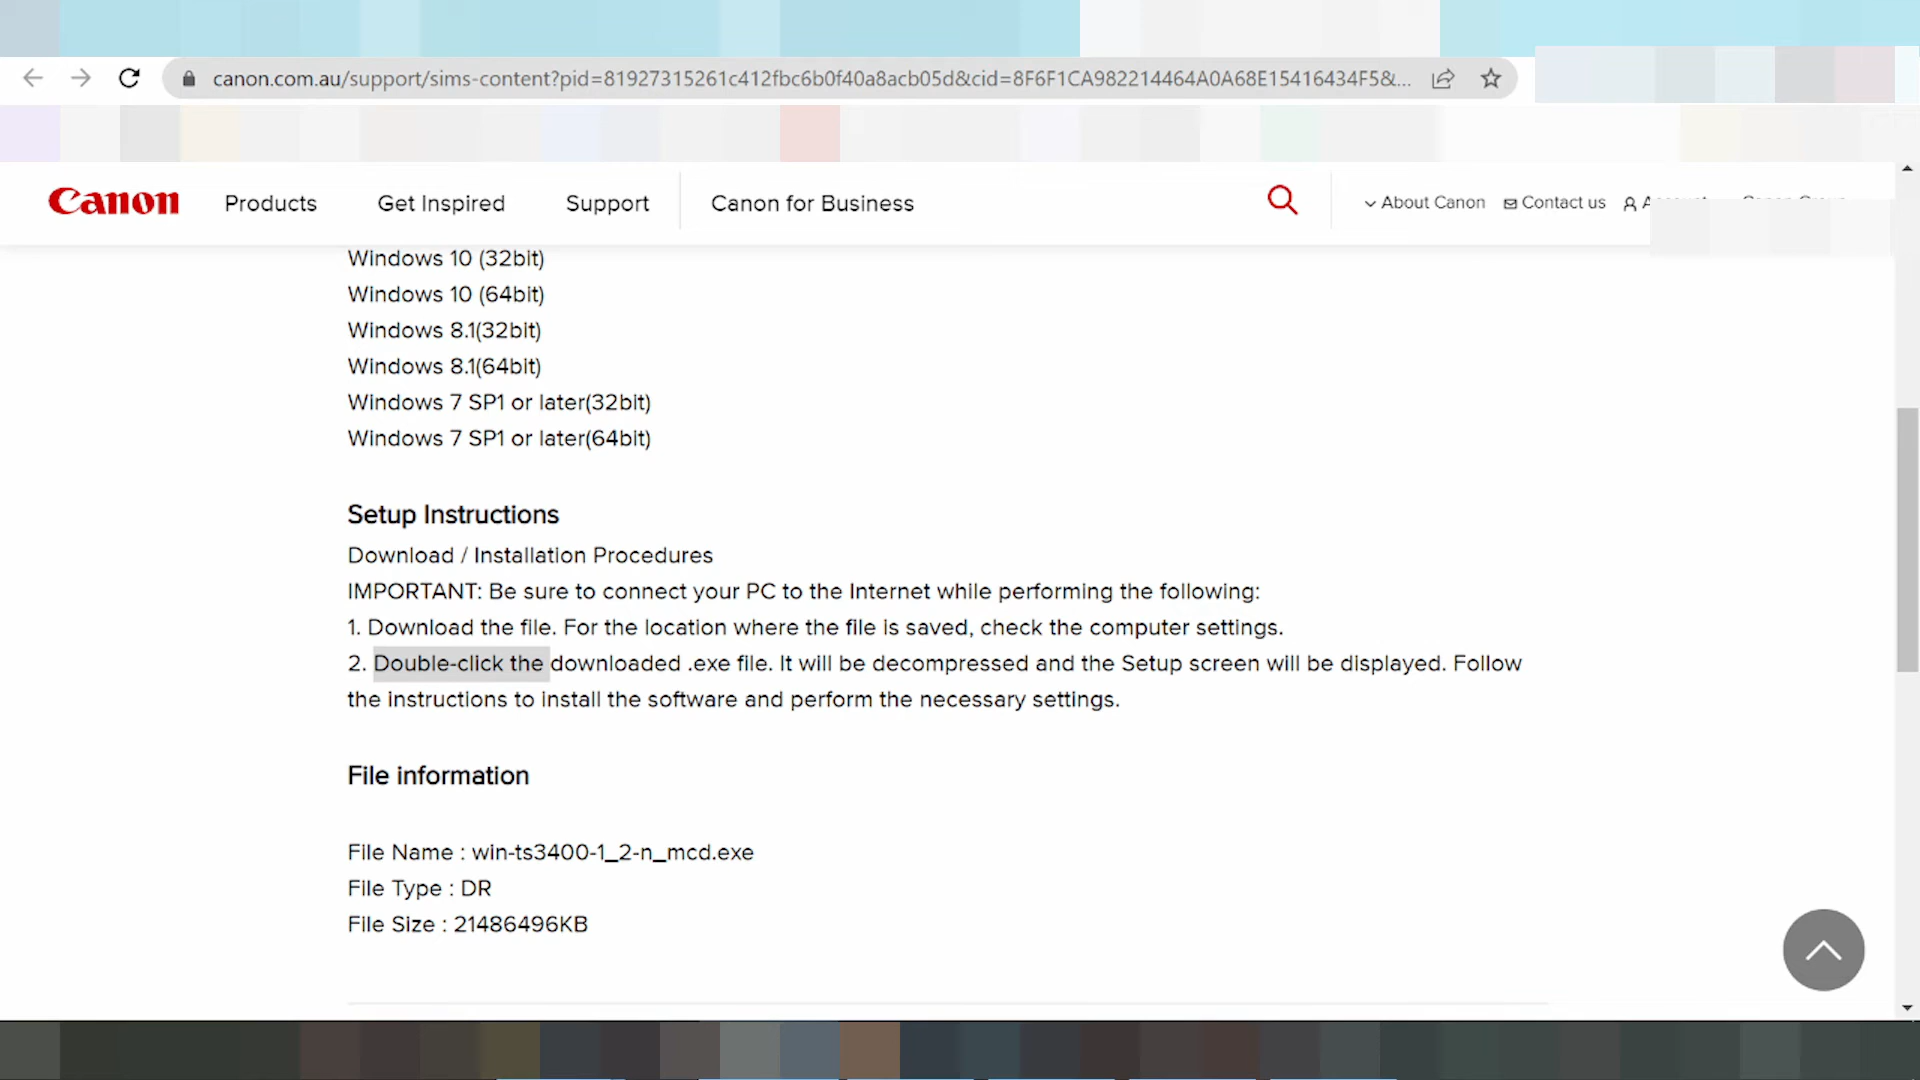 canon.com.au/support/sims-content?pid=81927315261c412fbc6b0f40a8acb05d&cid=8F6F1CA982214464A0A68E15416434F5&...
Canon Products Get Inspired Support Canon for Business About Canon Contact us
Windows 10 (32bit)
Windows 10 (64bit)
Windows 8.1(32bit)
Windows 8.1(64bit)
Windows 7 SP1 or later(32bit)
Windows 7 SP1 or later(64bit)
Setup Instructions
Download / Installation Procedures
IMPORTANT: Be sure to connect your PC to the Internet while performing the following:
1. Download the file. For the location where the file is saved, check the computer settings.
2. Double-click the downloaded .exe file. It will be decompressed and the Setup screen will be displayed. Follow
the instructions to install the software and perform the necessary settings.
File information
File Name : win-ts3400-1_2-n_mcd.exe
File Type : DR
File Size : 21486496KB